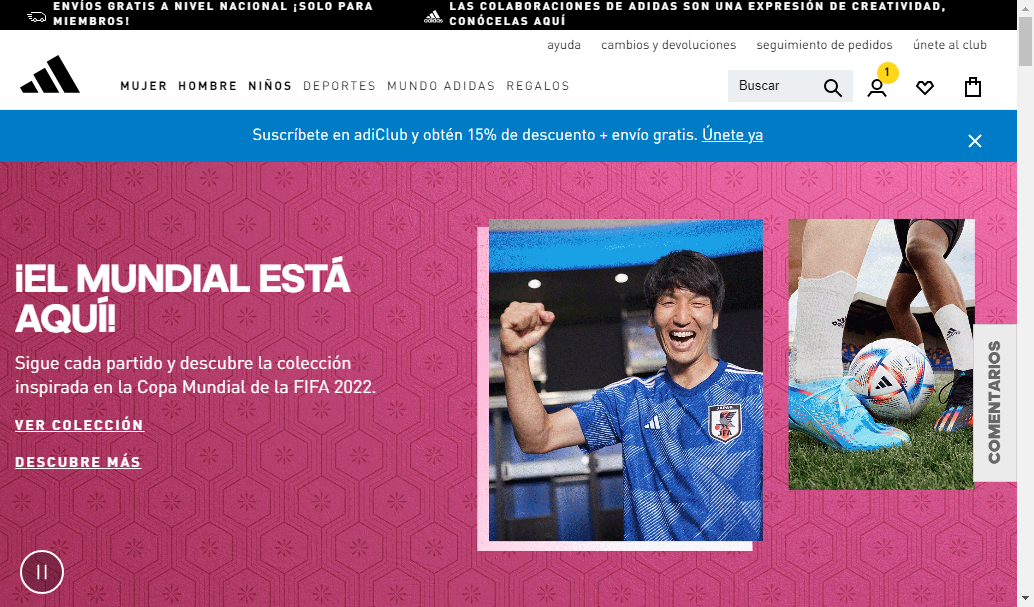 ENVÍOS GRATIS A NIVEL NACIONAL ¡SOLO PARA
MIEMBROS!
LAS COLABORACIONES DE ADIDAS SON UNA EXPRESIÓN DE CREATIVIDAD,
CONÓCELAS AQUÍ
ayuda cambios y devoluciones seguimiento de pedidos únete al club
MUJER HOMBRE NIÑOS DEPORTES MUNDO ADIDAS REGALOS
Buscar
1
Suscríbete en adiClub y obtén 15% de descuento + envío gratis. Únete ya
¡EL MUNDIAL ESTÁ
AQUÍ!
Sigue cada partido y descubre la colección
inspirada en la Copa Mundial de la FIFA 2022.
VER COLECCIÓN
DESCUBRE MÁS
JAPAN
JFA
COMENTARIOS